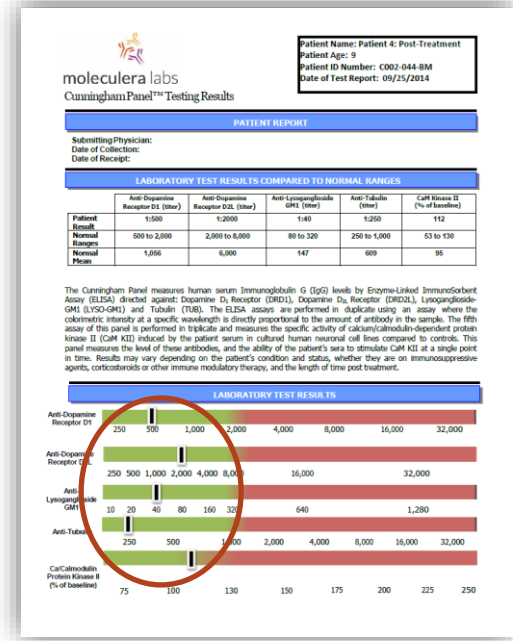 moleculera labs
Cunningham Panel™ Testing Results
Patient Name: Patient 4: Post-Treatment
Patient Age: 9
Patient ID Number: C002-044-BM
Date of Test Report: 09/25/2014
PATIENT REPORT
Submitting Physician:
Date of Collection:
Date of Receipt:
LABORATORY TEST RESULTS COMPARED TO NORMAL RANGES
Anti-Dopamine Receptor D1 (titer) Anti-Dopamine Receptor D2L (titer) Anti-Lysoganglioside GM1 (titer) Anti-Tubulin (titer) CaM Kinase II (% of baseline)
Patient Result 1:500 1:2000 1:40 1:250 112
Normal Ranges 500 to 2,000 2,000 to 8,000 80 to 320 250 to 1,000 53 to 130
Normal Mean 1,056 6,000 147 609 95
The Cunningham Panel measures human serum Immunoglobulin G (IgG) levels by Enzyme-Linked ImmunoSorbent
Assay (ELISA) directed against: Dopamine D1 Receptor (DRD1), Dopamine D2L Receptor (DRD2L), Lysoganglioside-
GM1 (LYSO-GM1) and Tubulin (TUB). The ELISA assays are performed in duplicate using an assay where the
colorimetric intensity at a specific wavelength is directly proportional to the amount of antibody in the sample. The fifth
assay of this panel is performed in triplicate and measures the specific activity of calcium/calmodulin-dependent protein
kinase II (CaM KII) induced by the patient serum in cultured human neuronal cell lines compared to controls. This
panel measures the level of these antibodies, and the ability of the patient's sera to stimulate CaM KII at a single point
in time. Results may vary depending on the patient's condition and status, whether they are on immunosuppressive
agents, corticosteroids or other immune modulatory therapy, and the length of time post treatment.
LABORATORY TEST RESULTS
Anti-Dopamine
Receptor D1
250 500 1,000 2,000 4,000 8,000 16,000 32,000
Anti-Dopamine
Receptor D2L
250 500 1,000 2,000 4,000 8,000 16,000 32,000
Anti-
Lysoganglioside
GM1
10 20 40 80 160 320 640 1,280
Anti-Tubulin
250 500 1,000 2,000 4,000 8,000 16,000 32,000
Ca/Calmodulin
Protein Kinase II
(% of baseline)
75 100 130 150 175 200 225 250